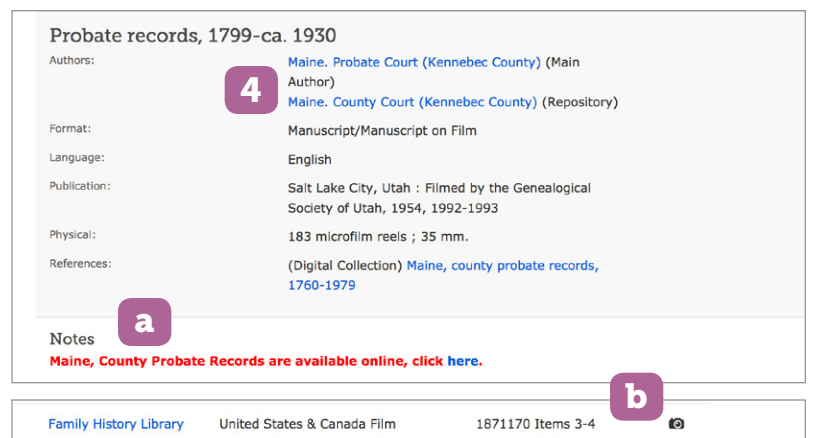 Probate records, 1799-ca. 1930
Authors:
Maine. Probate Court (Kennebec County) (Main
Author)
4
Maine. County Court (Kennebec County) (Repository)
Format:
Manuscript/Manuscript on Film
Language:
English
Publication:
Salt Lake City, Utah : Filmed by the Genealogical
Society of Utah, 1954, 1992-1993
Physical:
183 microfilm reels ; 35 mm.
References:
(Digital Collection) Maine, county probate records,
1760-1979
a
Notes
Maine, County Probate Records are available online, click here.
b
Family History Library United States & Canada Film 1871170 Items 3-4